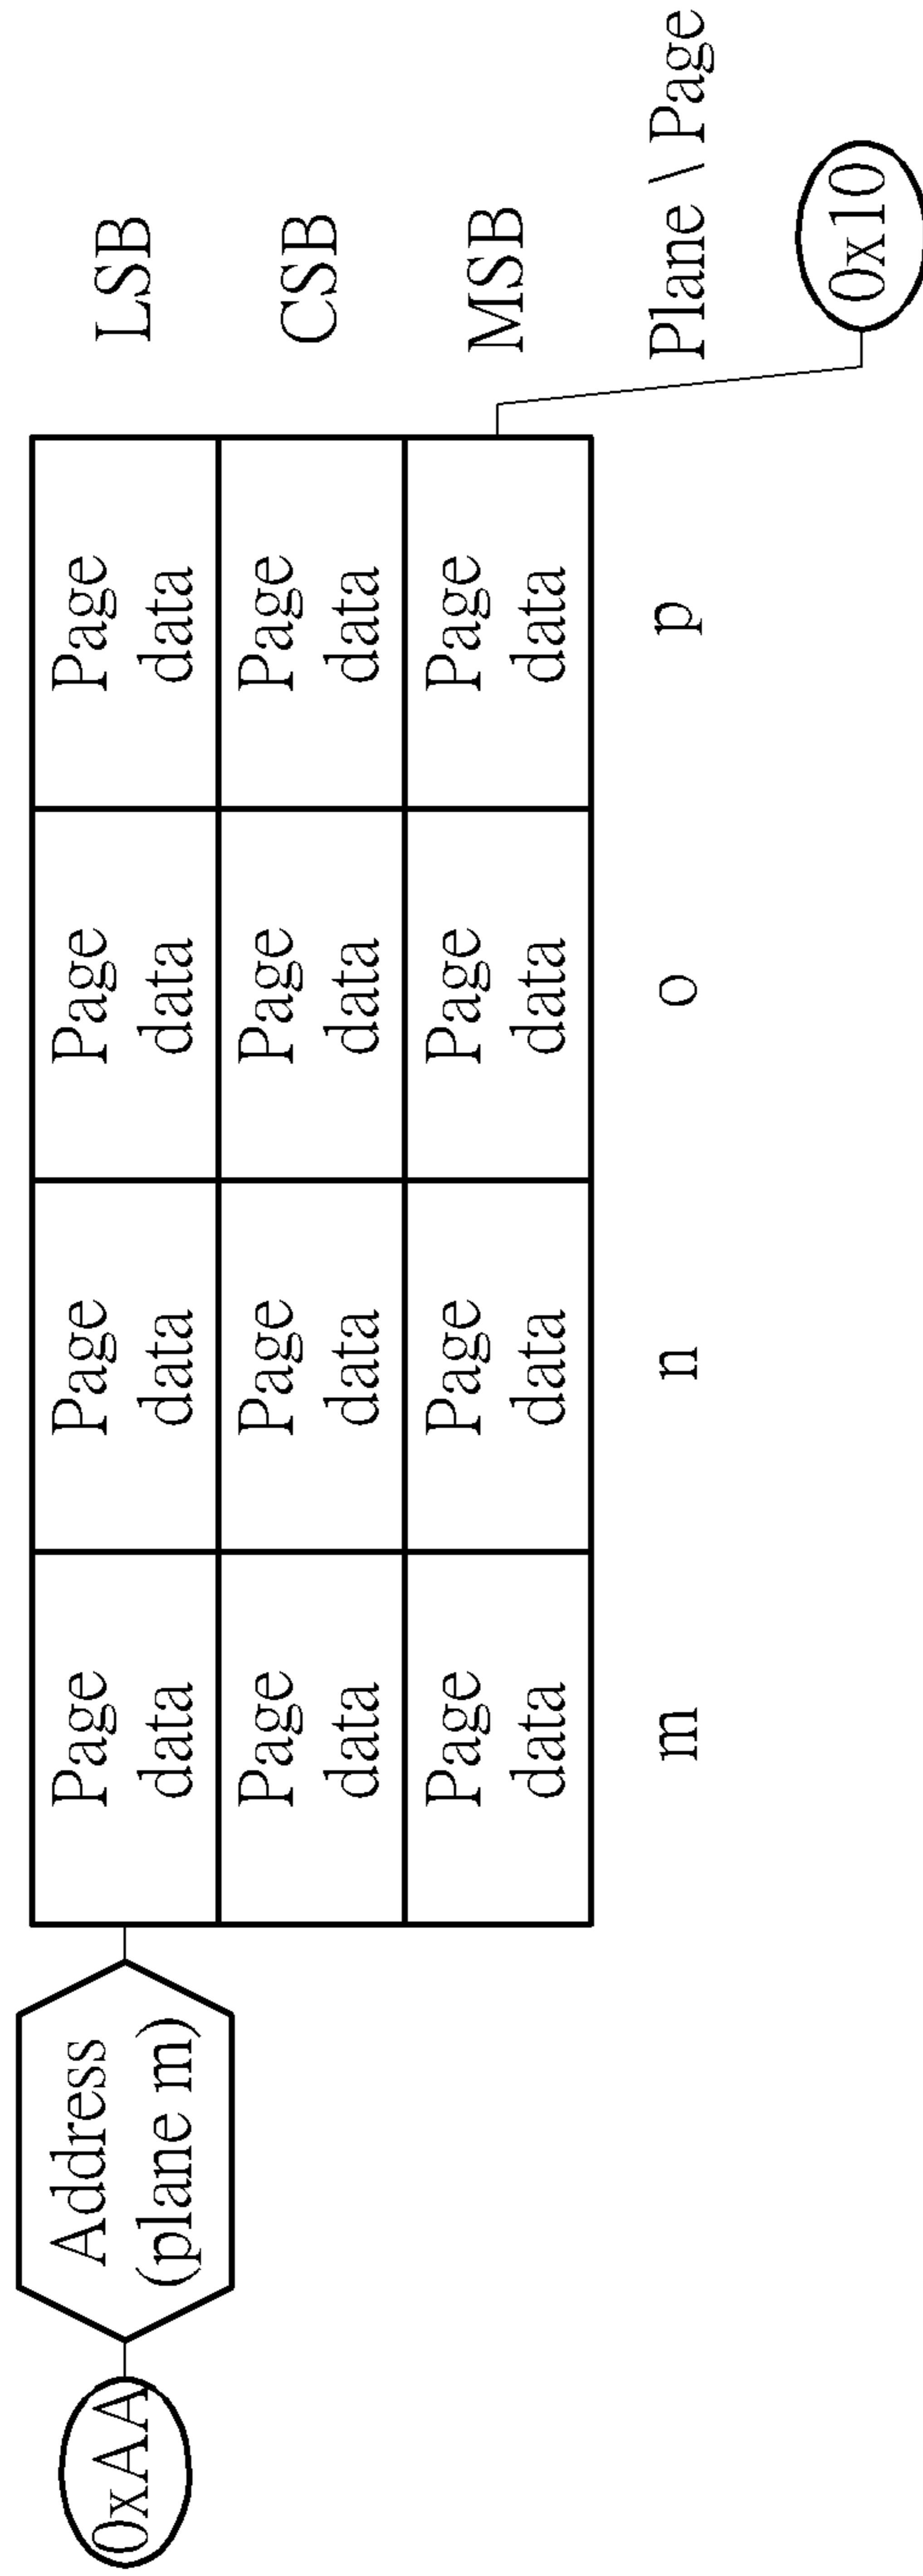 0xAA
Address
(plane m)
Page
data
Page
data
Page
data
Page
data
LSB
Page
data
Page
data
Page
data
Page
data
CSB
Page
data
Page
data
Page
data
Page
data
MSB
m
n
o
p
Plane \ Page
0x10